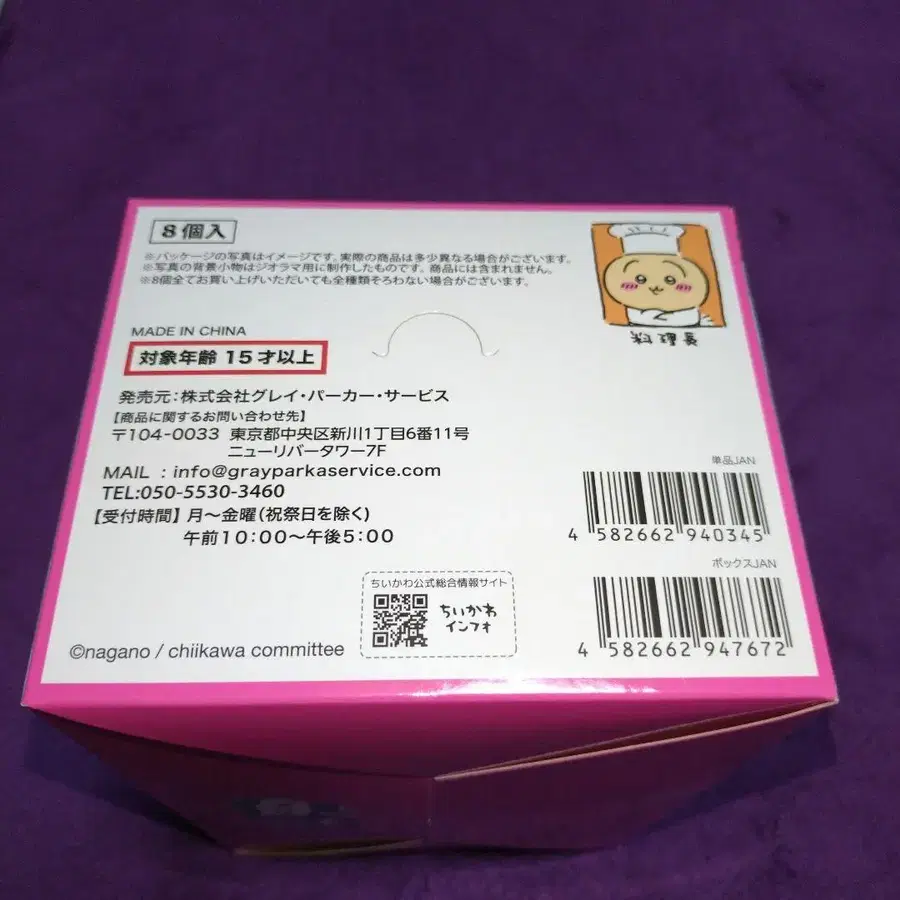 8個入
※パッケージの写真はイメージです。実際の商品は多少異なる場合がございます。
※写真の背景小物はジオラマ用に制作したものです。商品には含まれません。
※8個全てお買い上げいただいても全種類そろわない場合がございます。
料理長
MADE IN CHINA
対象年齢 15才以上
発売元:株式会社グレイ・パーカー・サービス
【商品に関するお問い合わせ先】
〒104-0033 東京都中央区新川1丁目6番11号
ニューリバータワー7F
MAIL : info@grayparkaservice.com
TEL:050-5530-3460
【受付時間】月~金曜(祝祭日を除く)
午前10:00~午後5:00
単品JAN
4 582662 940345
ボックスJAN
4 582662 947672
ちいかわ公式総合情報サイト
ちいかわ
インフォ
©nagano / chiikawa committee